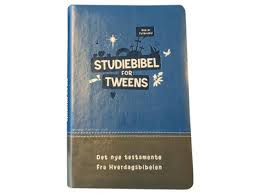 STUDIEBIBEL
FOR
TWEENS
Det nye testamente
Fra Hverdagsbibelen